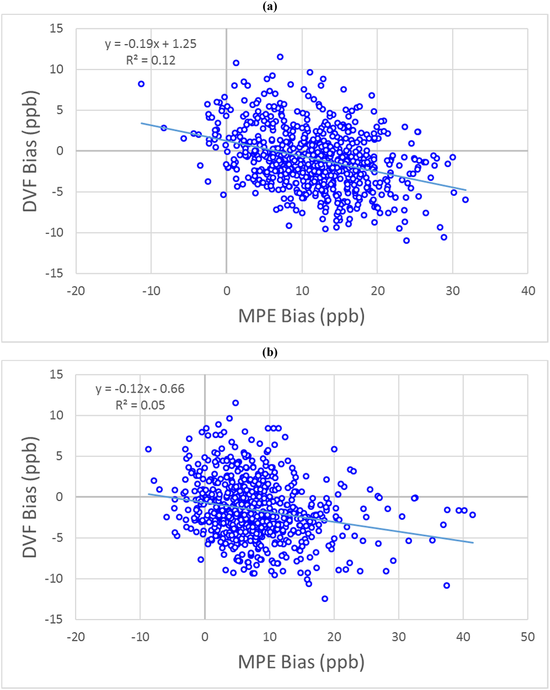 (a)
y = -0.19x + 1.25
R² = 0.12
15
10
5
0
-5
-10
-15
DVF Bias (ppb)
-20 -10 0 10 20 30 40
MPE Bias (ppb)
(b)
y = -0.12x - 0.66
R² = 0.05
15
10
5
0
-5
-10
-15
DVF Bias (ppb)
-10 0 10 20 30 40 50
MPE Bias (ppb)